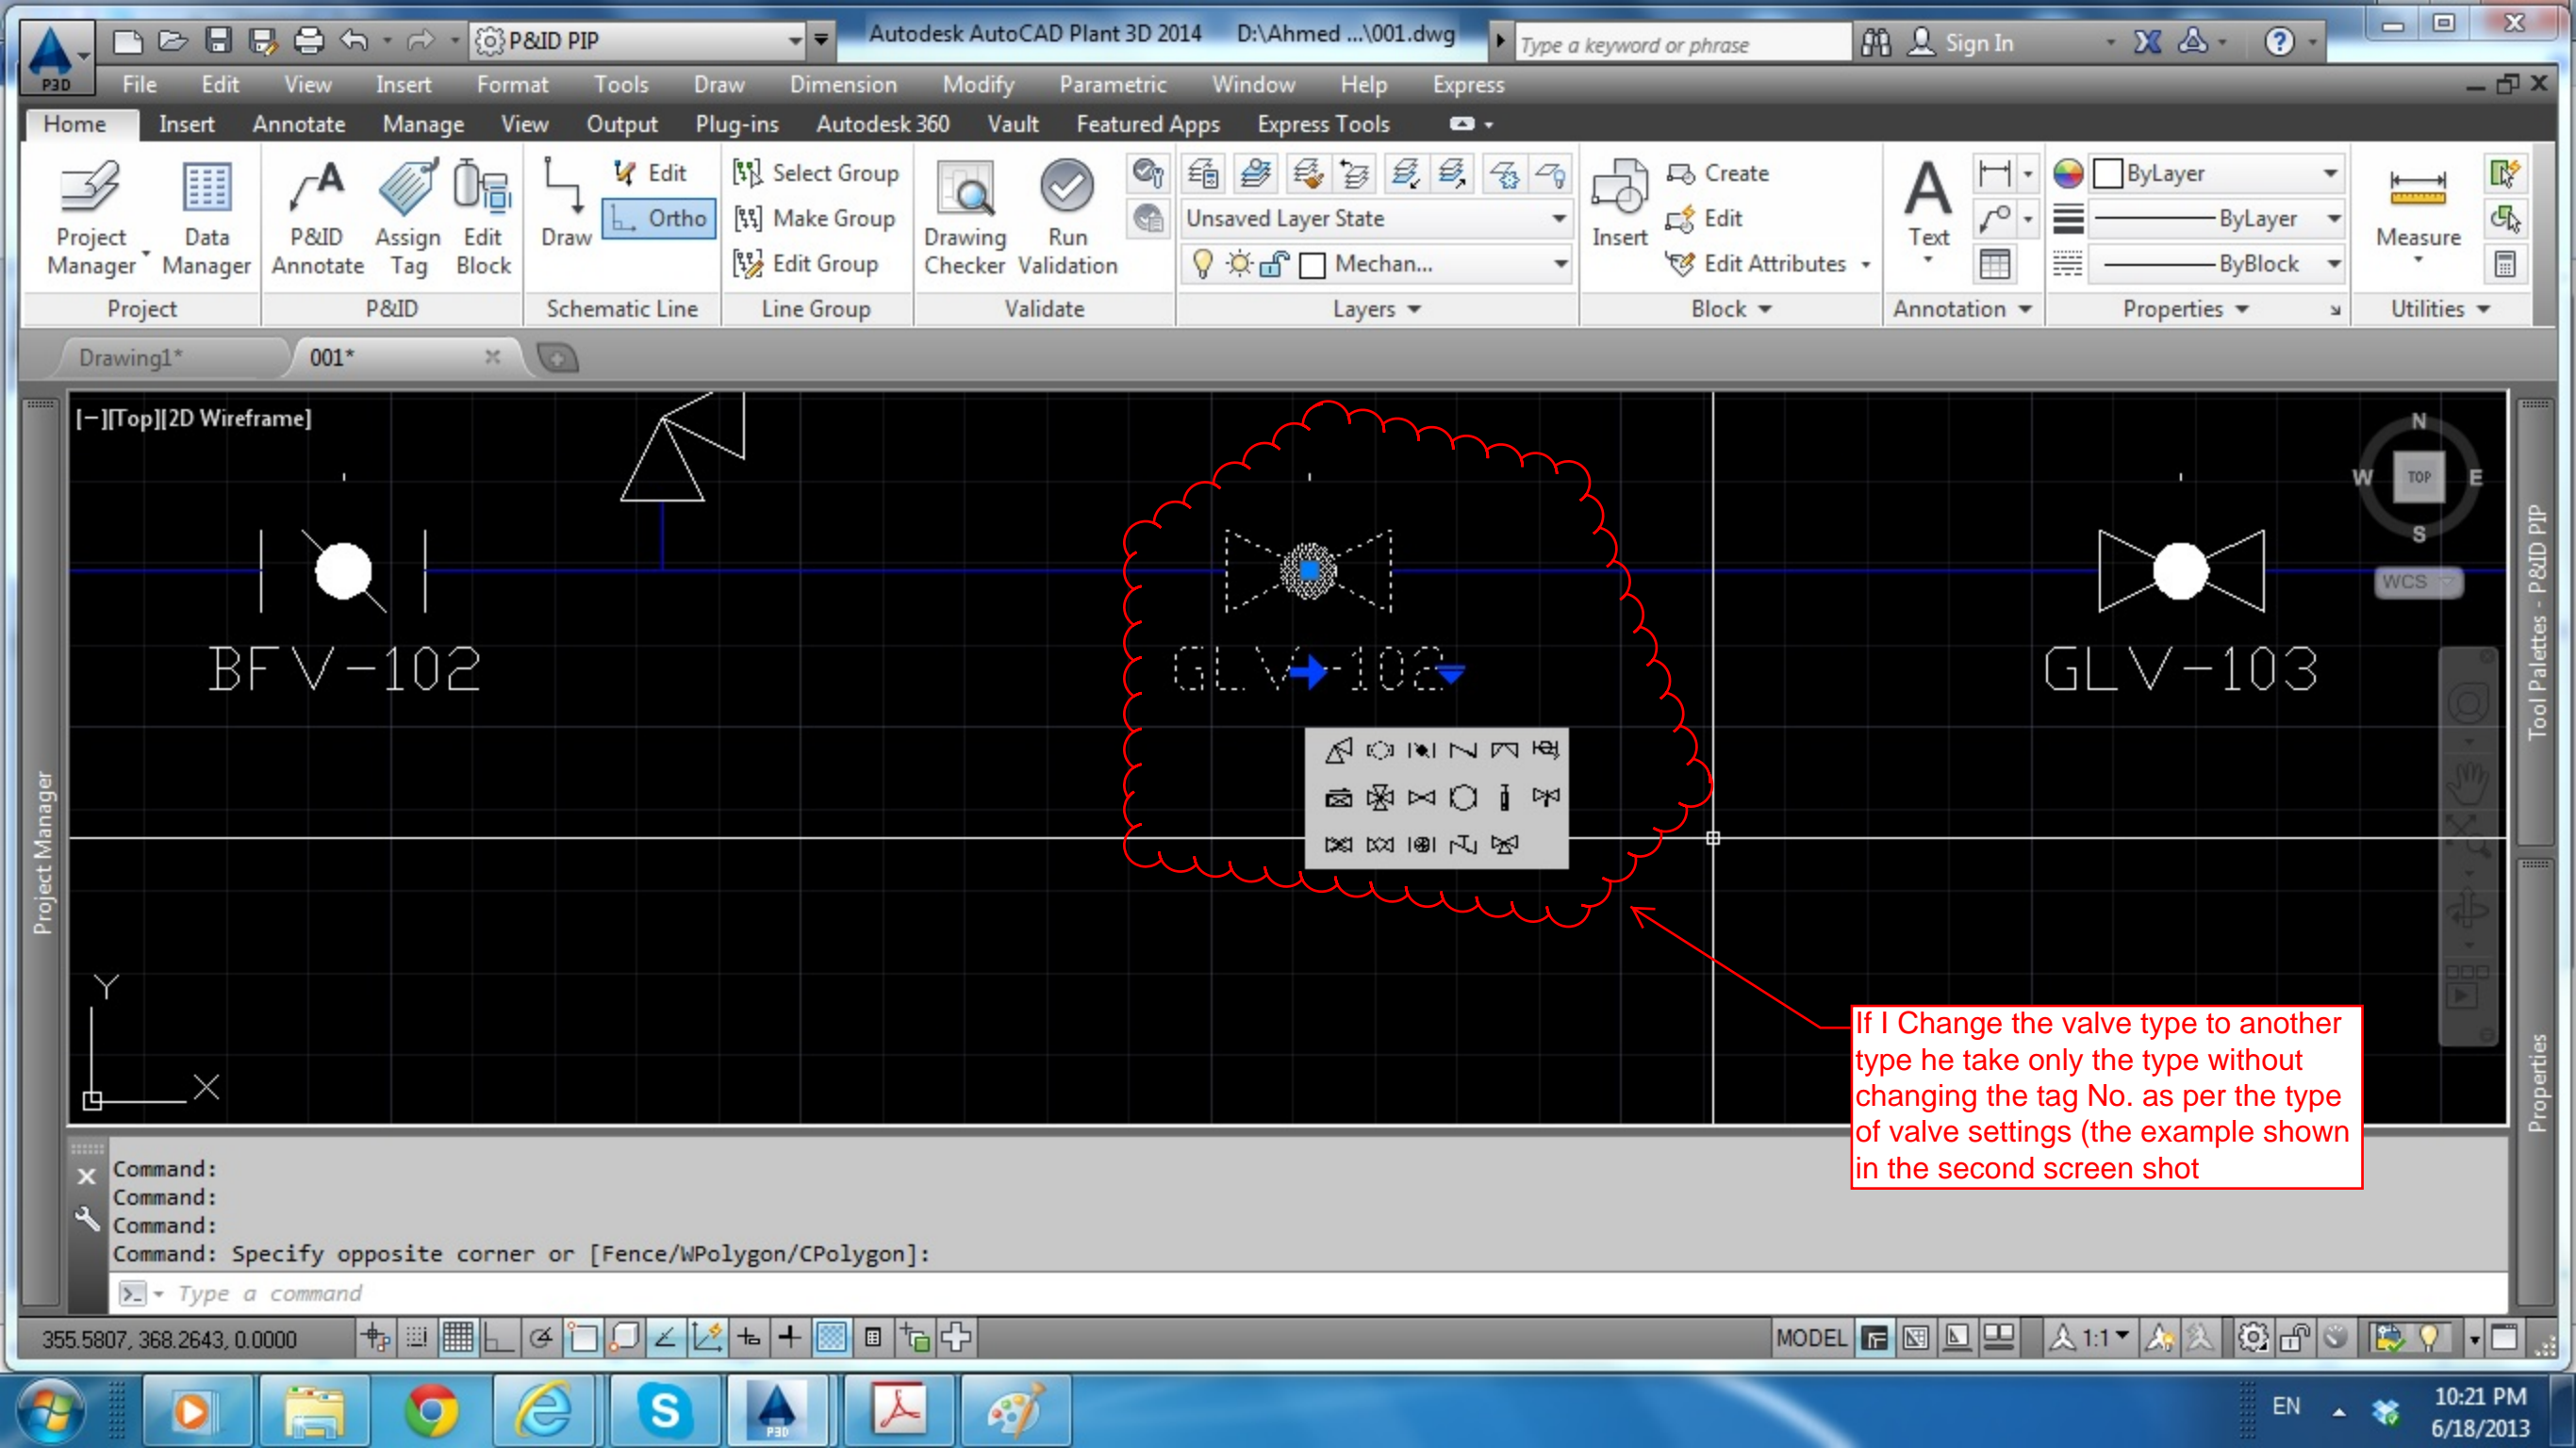 P&ID PIP
Autodesk AutoCAD Plant 3D 2014 D:\Ahmed ...\001.dwg
Type a keyword or phrase
Sign In
P3D
File Edit View Insert Format Tools Draw Dimension Modify Parametric Window Help Express
Home Insert Annotate Manage View Output Plug-ins Autodesk 360 Vault Featured Apps Express Tools
Project Manager
Data Manager
P&ID Annotate
Assign Tag
Edit Block
Draw
Edit
Ortho
Select Group
Make Group
Edit Group
Drawing Checker
Run Validation
Unsaved Layer State
Mechan...
Insert
Create
Edit
Edit Attributes
Text
ByLayer
ByLayer
ByBlock
Measure
Project P&ID Schematic Line Line Group Validate Layers Block Annotation Properties Utilities
Drawing1* 001*
[−][Top][2D Wireframe]
N
W TOP E
S
WCS
BFV-102
GLV-102
GLV-103
Project Manager
Tool Palettes - P&ID PIP
Properties
Y
X
If I Change the valve type to another
type he take only the type without
changing the tag No. as per the type
of valve settings (the example shown
in the second screen shot
Command:
Command:
Command:
Command: Specify opposite corner or [Fence/WPolygon/CPolygon]:
Type a command
355.5807, 368.2643, 0.0000
MODEL
1:1
P3D
EN
10:21 PM
6/18/2013